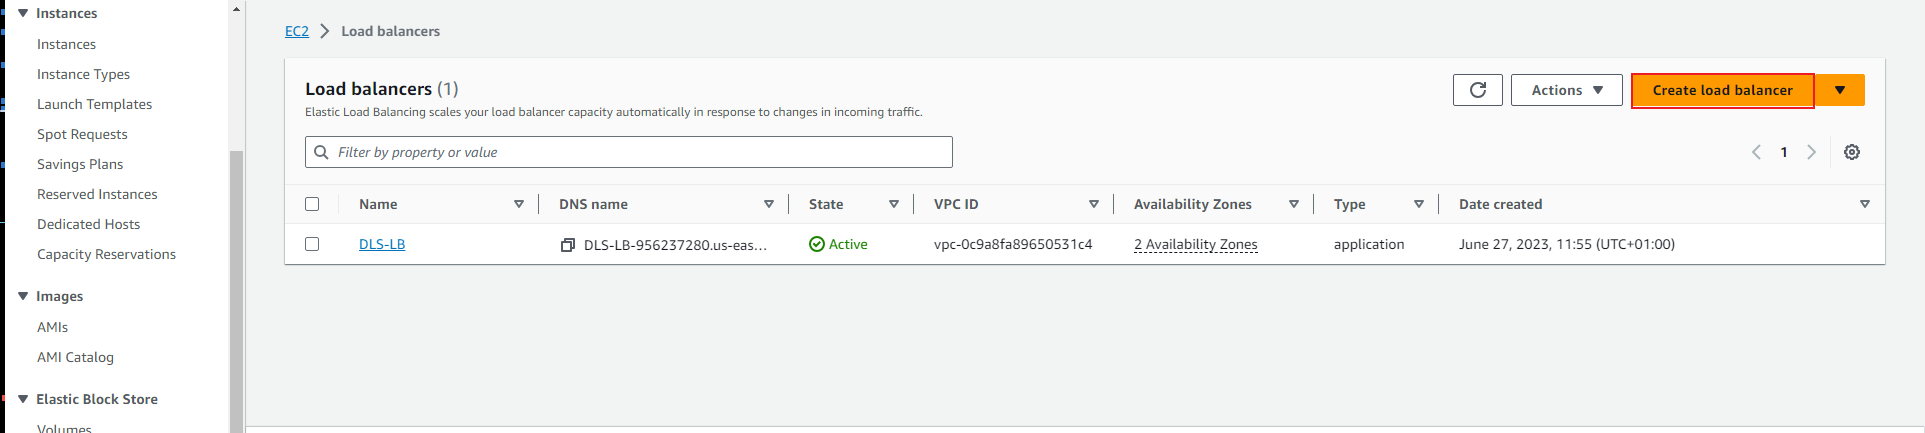 Instances
Instances
Instance Types
Launch Templates
Spot Requests
Savings Plans
Reserved Instances
Dedicated Hosts
Capacity Reservations
Images
AMIs
AMI Catalog
Elastic Block Store
Volumes
EC2 > Load balancers
Load balancers (1)
Elastic Load Balancing scales your load balancer capacity automatically in response to changes in incoming traffic.
Actions
Create load balancer
Filter by property or value
1
Name DNS name State VPC ID Availability Zones Type Date created
DLS-LB DLS-LB-956237280.us-eas... Active vpc-0c9a8fa89650531c4 2 Availability Zones application June 27, 2023, 11:55 (UTC+01:00)